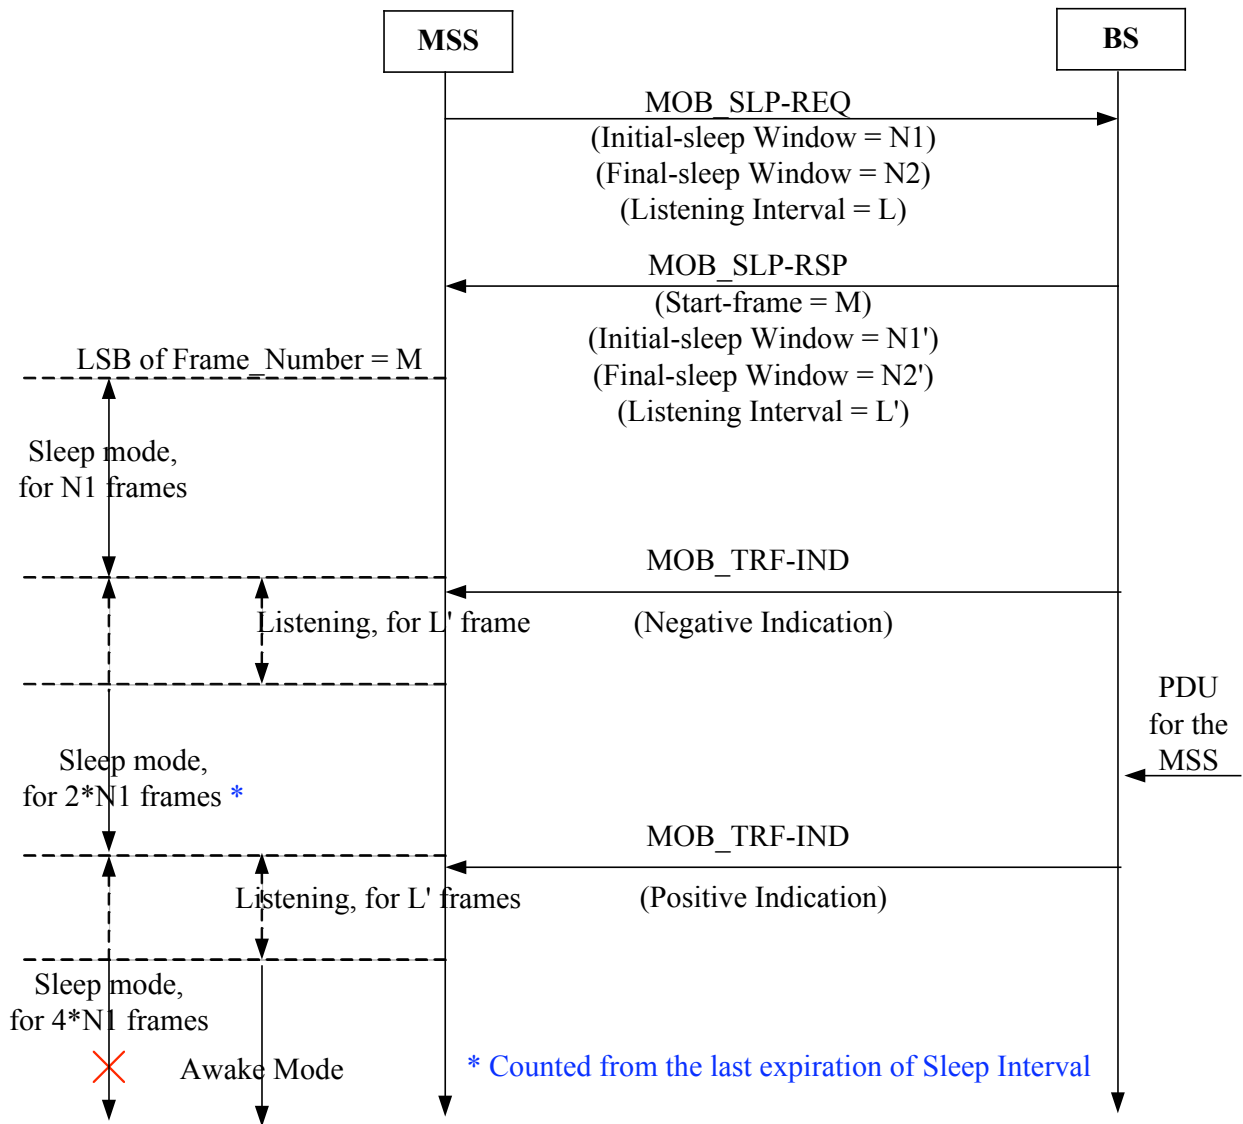 MSS
BS
MOB_SLP-REQ
(Initial-sleep Window = N1)
(Final-sleep Window = N2)
(Listening Interval = L)
MOB_SLP-RSP
(Start-frame = M)
(Initial-sleep Window = N1')
(Final-sleep Window = N2')
(Listening Interval = L')
LSB of Frame_Number = M
Sleep mode,
for N1 frames
MOB_TRF-IND
Listening, for L' frame
(Negative Indication)
PDU
for the
MSS
Sleep mode,
for 2*N1 frames *
MOB_TRF-IND
Listening, for L' frames
(Positive Indication)
Sleep mode,
for 4*N1 frames
Awake Mode
* Counted from the last expiration of Sleep Interval